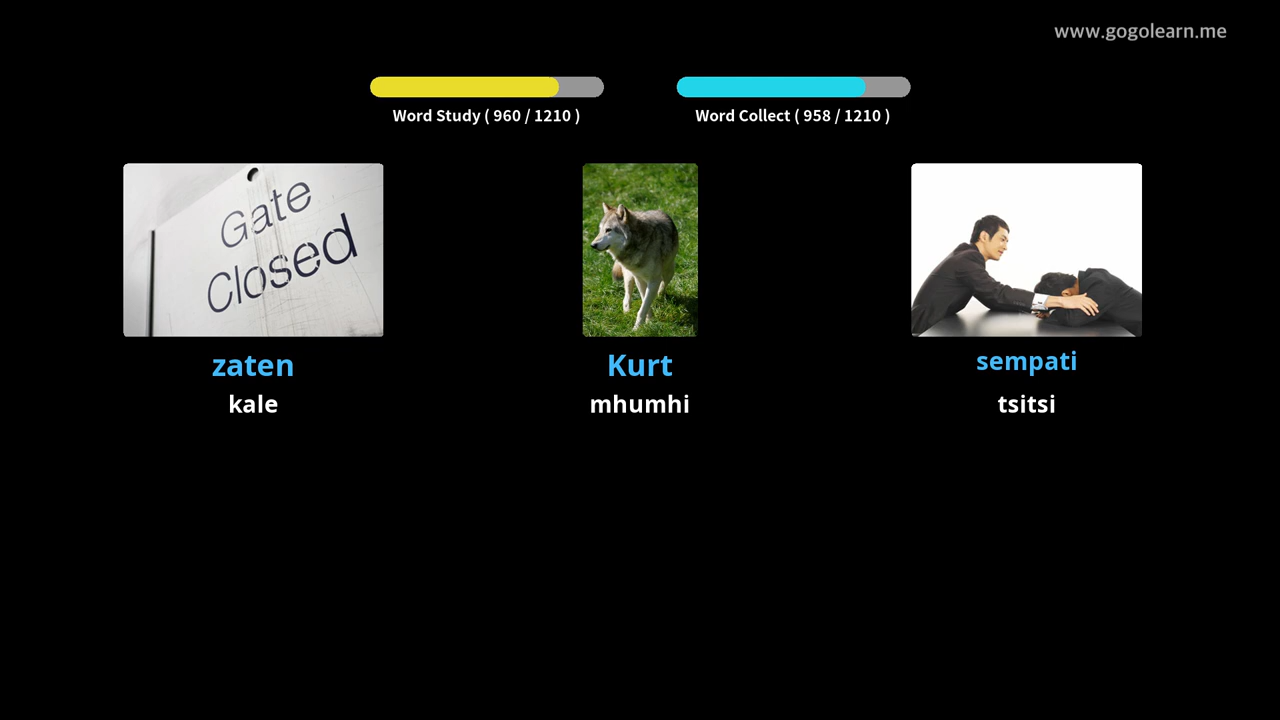 www.gogolearn.me
Word Study ( 960 / 1210 )
Word Collect ( 958 / 1210 )
Gate
Closed
zaten
kale
Kurt
mhumhi
sempati
tsitsi